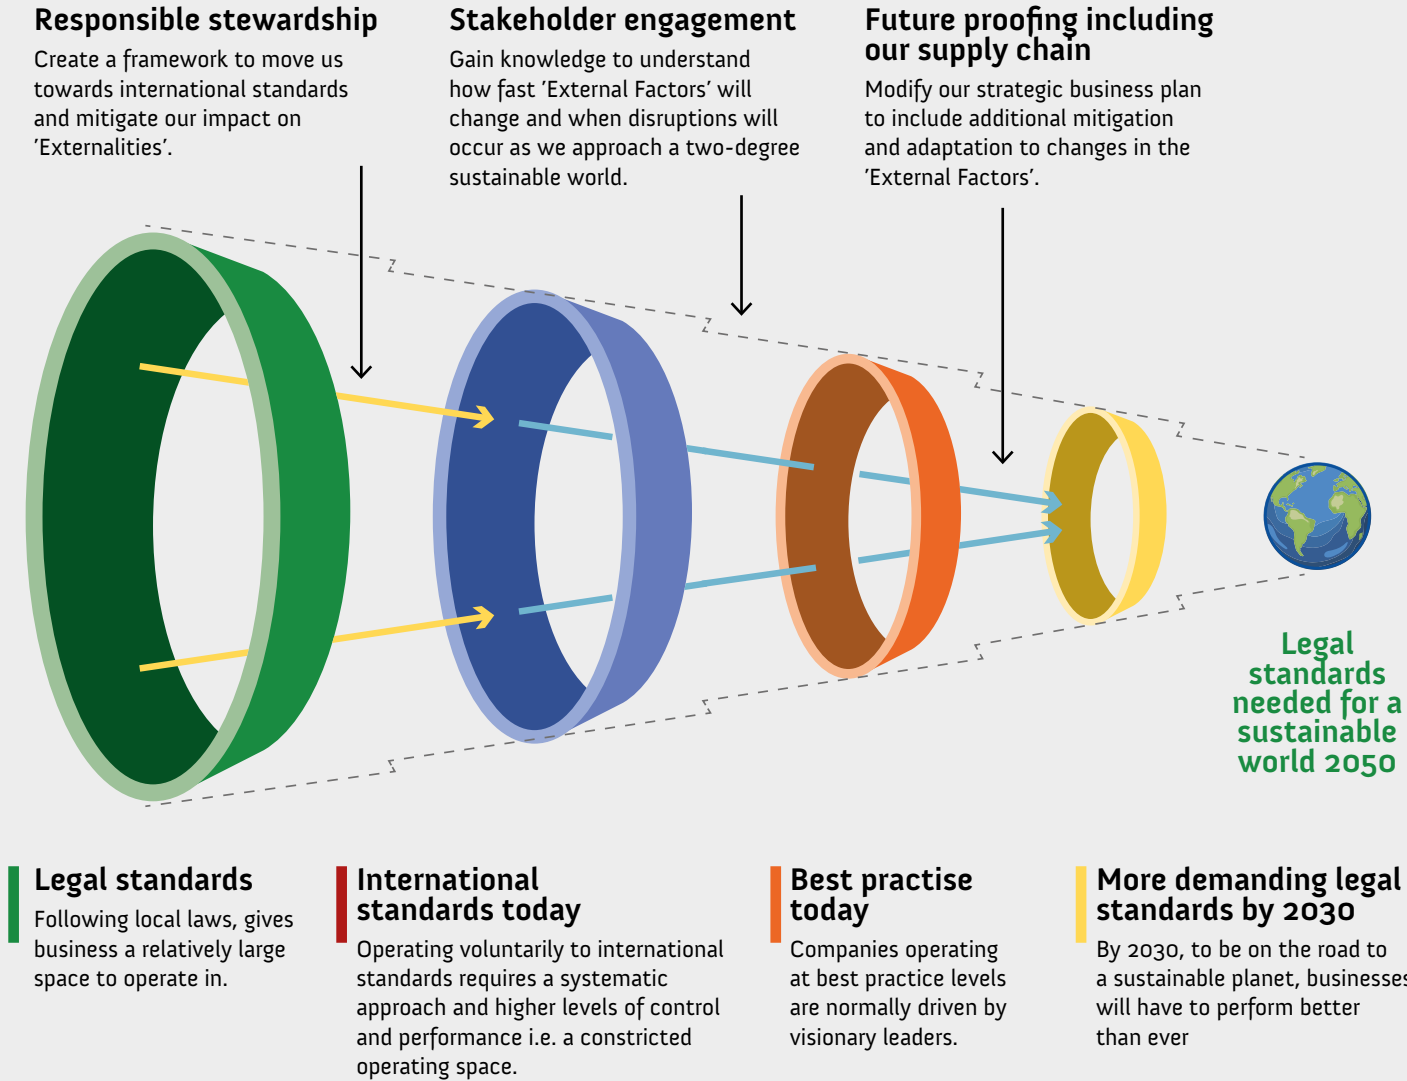 Responsible stewardship
Create a framework to move us
towards international standards
and mitigate our impact on
'Externalities'.
Stakeholder engagement
Gain knowledge to understand
how fast 'External Factors' will
change and when disruptions will
occur as we approach a two-degree
sustainable world.
Future proofing including
our supply chain
Modify our strategic business plan
to include additional mitigation
and adaptation to changes in the
'External Factors'.
Legal
standards
needed for a
sustainable
world 2050
Legal standards
Following local laws, gives
business a relatively large
space to operate in.
International
standards today
Operating voluntarily to international
standards requires a systematic
approach and higher levels of control
and performance i.e. a constricted
operating space.
Best practise
today
Companies operating
at best practice levels
are normally driven by
visionary leaders.
More demanding legal
standards by 2030
By 2030, to be on the road to
a sustainable planet, businesses
will have to perform better
than ever